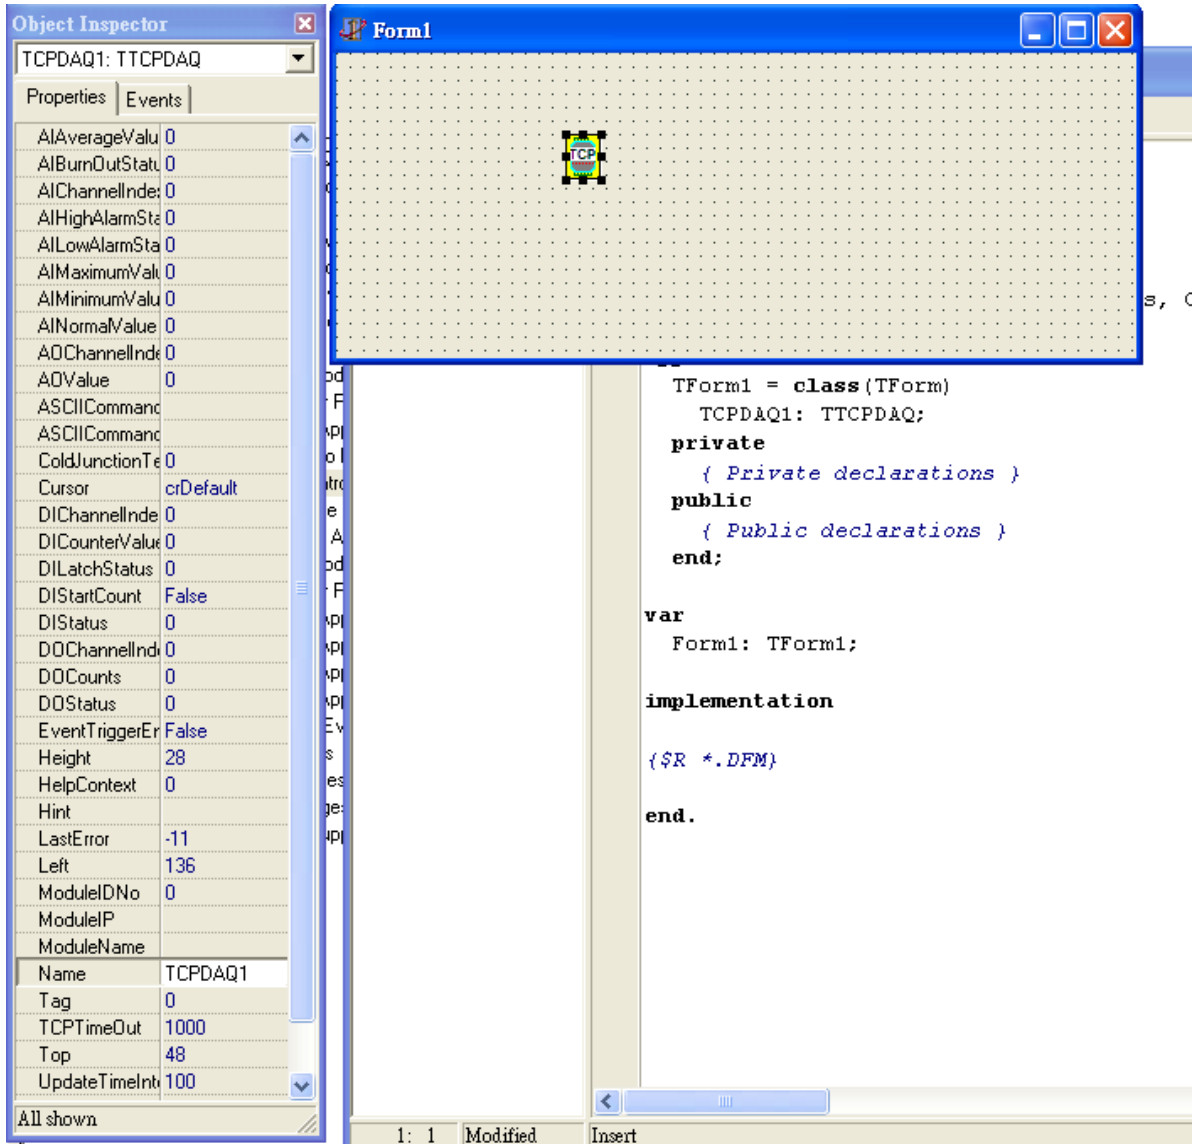 Object Inspector
TCPDAQ1: TTCPDAQ
Properties
Events
AIAverageValu 0
AIBurnOutStatu 0
AIChannelIndex 0
AIHighAlarmSta 0
AILowAlarmSta 0
AIMaximumValu 0
AIMinimumValu 0
AINormalValue 0
AOChannelInde 0
AOValue 0
ASCIICommand
ASCIICommand
ColdJunctionTe 0
Cursor crDefault
DIChannelInde 0
DICounterValue 0
DILatchStatus 0
DIStartCount False
DIStatus 0
DOChannelInd 0
DOCounts 0
DOStatus 0
EventTriggerEr False
Height 28
HelpContext 0
Hint
LastError -11
Left 136
ModuleIDNo 0
ModuleIP
ModuleName
Name TCPDAQ1
Tag 0
TCPTimeOut 1000
Top 48
UpdateTimeInt 100
All shown
Form1
TCP
s, C
TForm1 = class(TForm)
TCPDAQ1: TTCPDAQ;
private
{ Private declarations }
public
{ Public declarations }
end;
var
Form1: TForm1;
implementation
{$R *.DFM}
end.
1: 1 Modified Insert